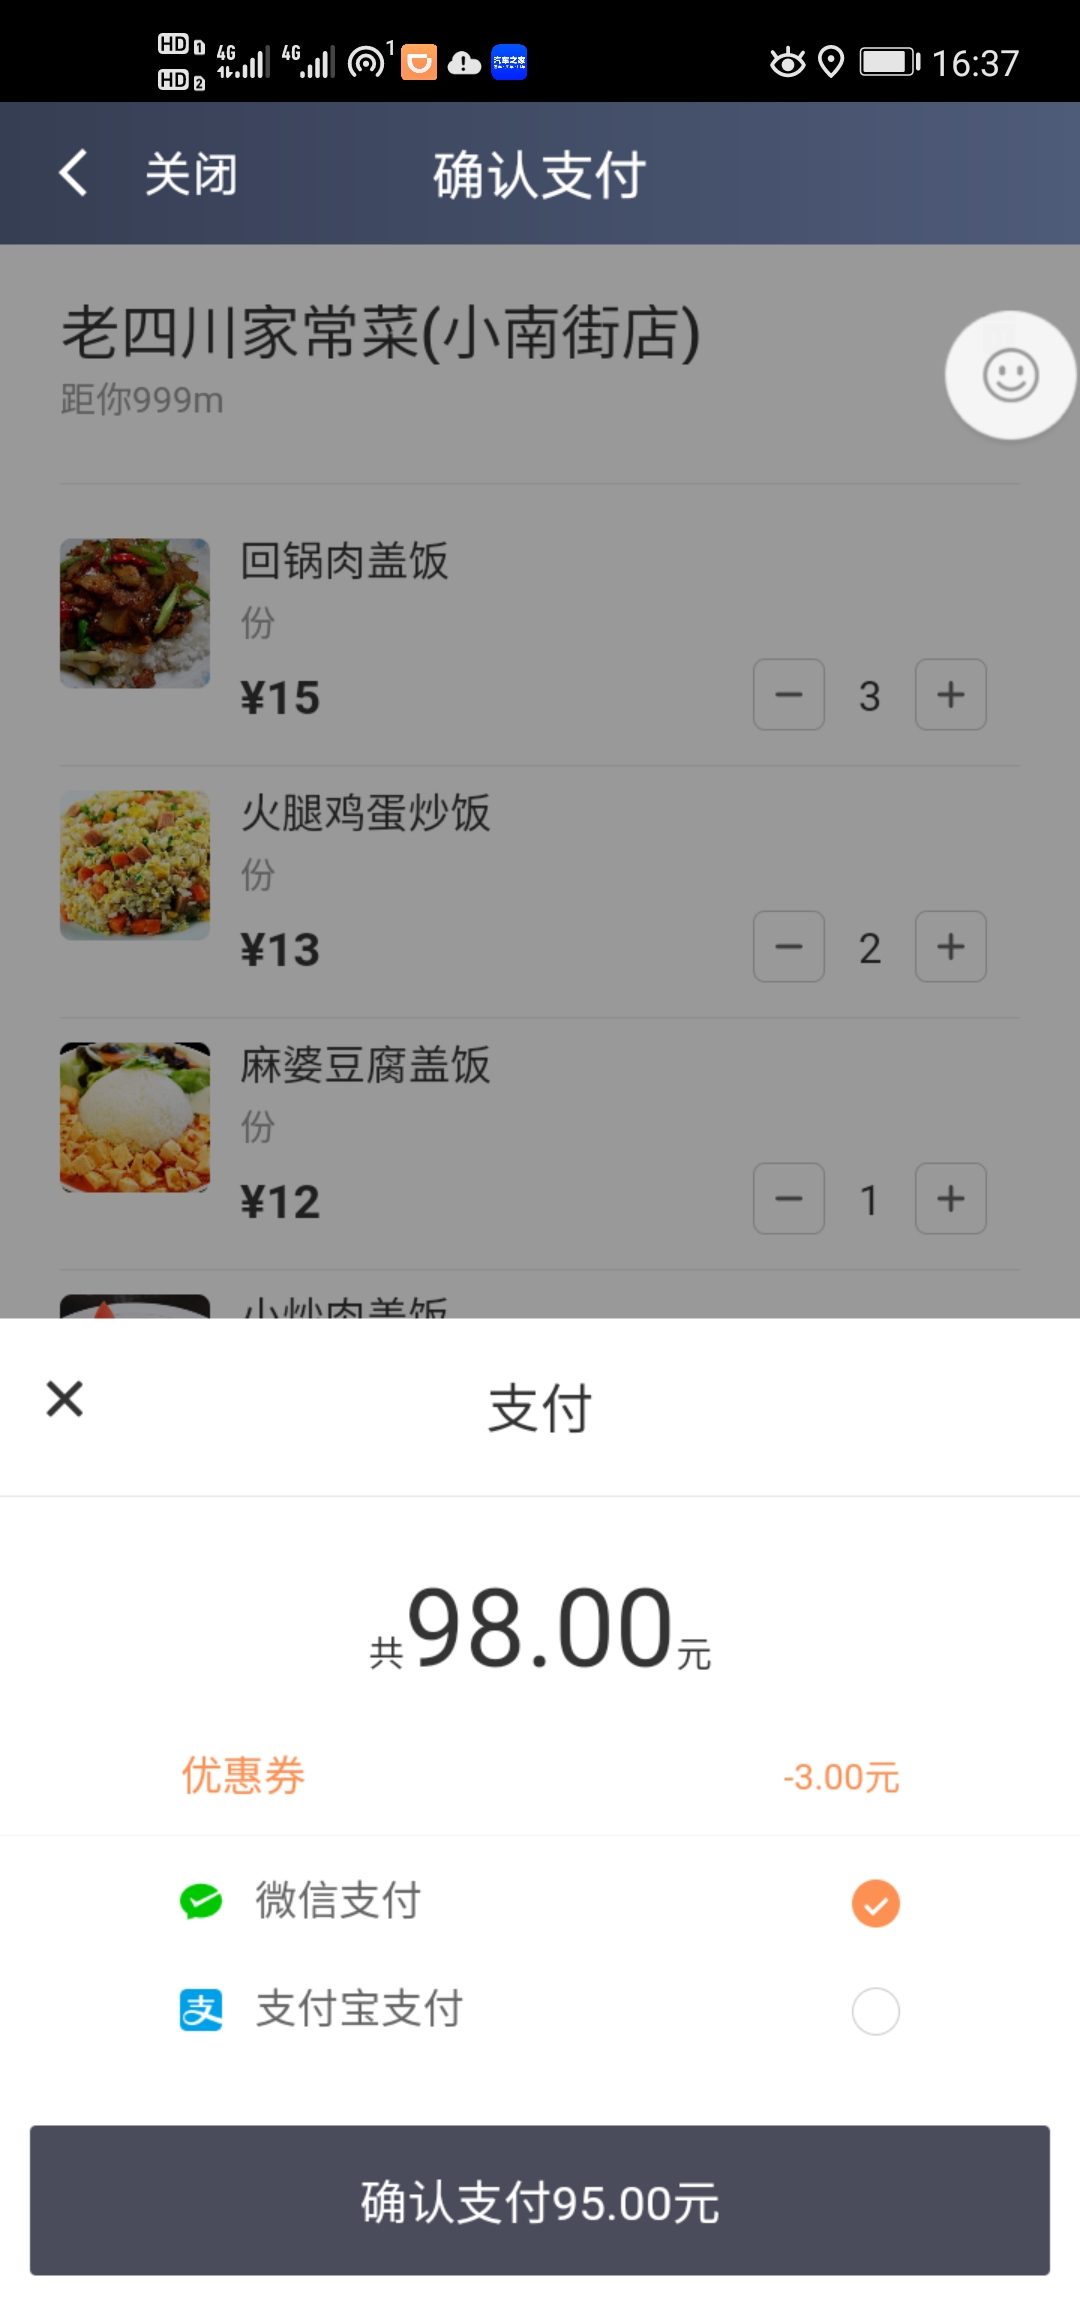 HD 1 4G 4G 1 汽车之家 16:37
HD 2
关闭 确认支付
老四川家常菜(小南街店)
距你999m
回锅肉盖饭
份
¥15 3
火腿鸡蛋炒饭
份
¥13 2
麻婆豆腐盖饭
份
¥12 1
小炒肉盖饭
支付
共98.00元
优惠券 -3.00元
微信支付
支 支付宝支付
确认支付95.00元